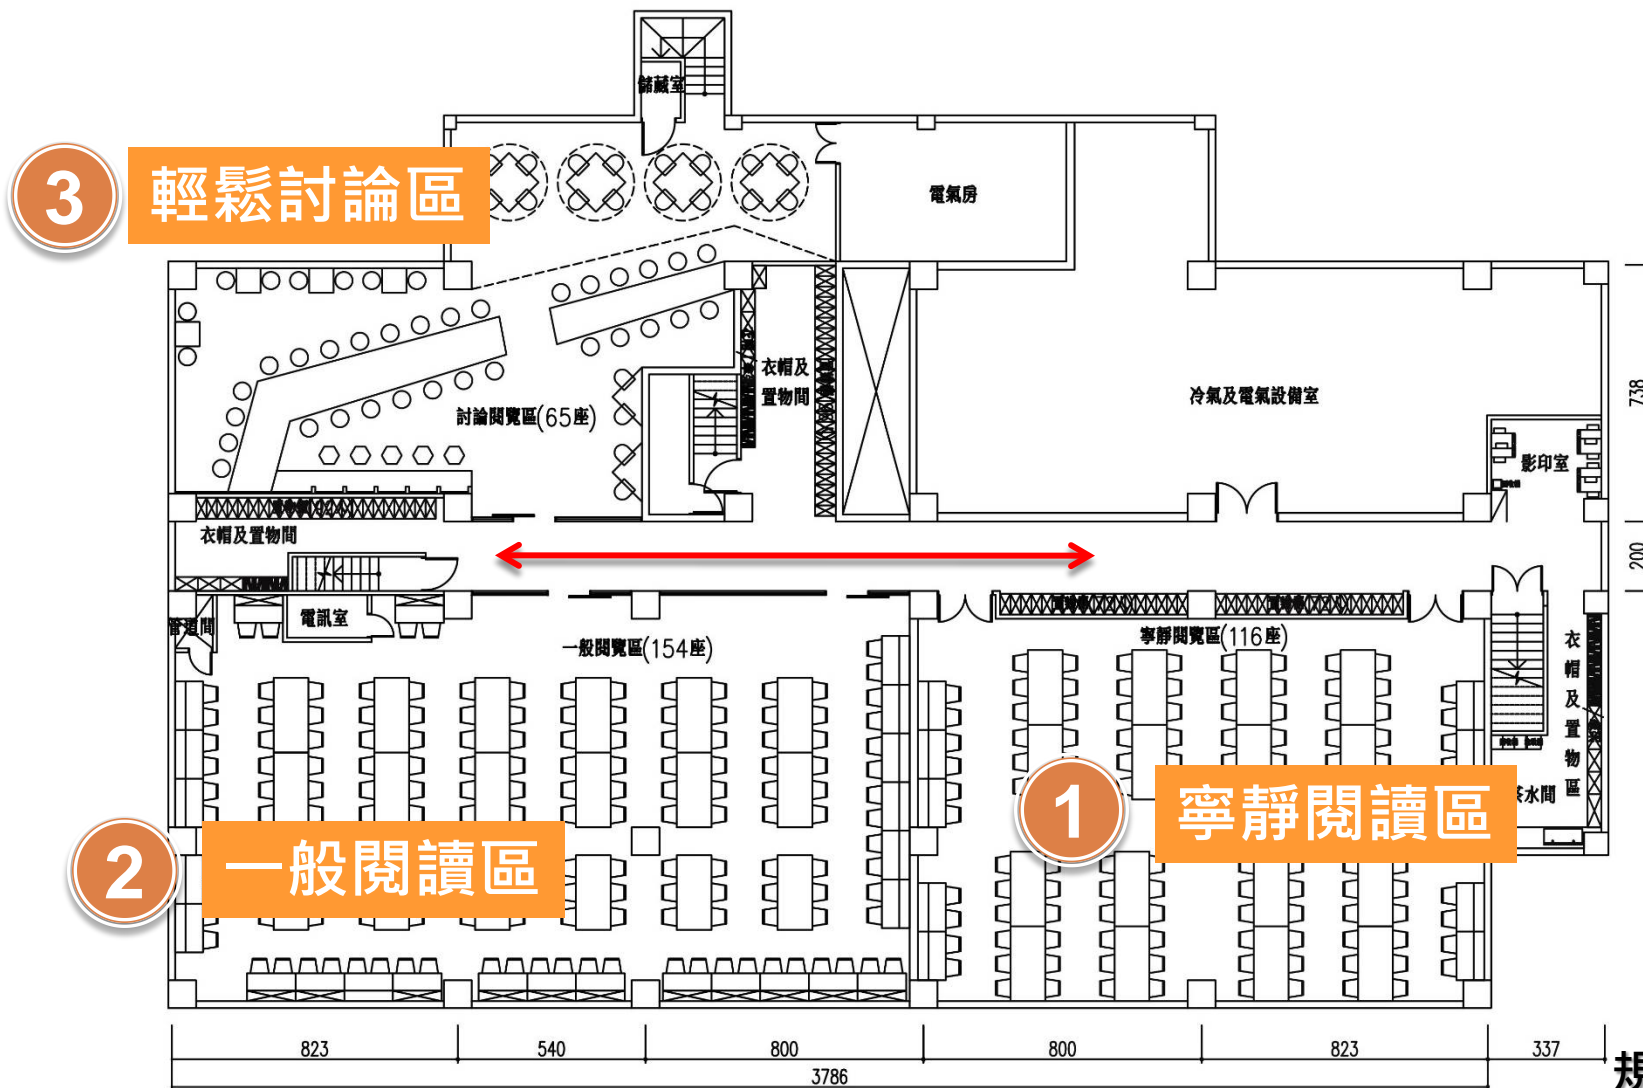 儲藏室
3
輕鬆討論區
電氣房
衣帽及
置物間
冷氣及電氣設備室
討論閱覽區(65座)
影印室
738
衣帽及置物間
200
管道間
電訊室
一般閱覽區(154座)
寧靜閱覽區(116座)
衣帽及置物區
1
寧靜閱讀區
茶水間
2
一般閱讀區
823
540
800
800
823
337
3786